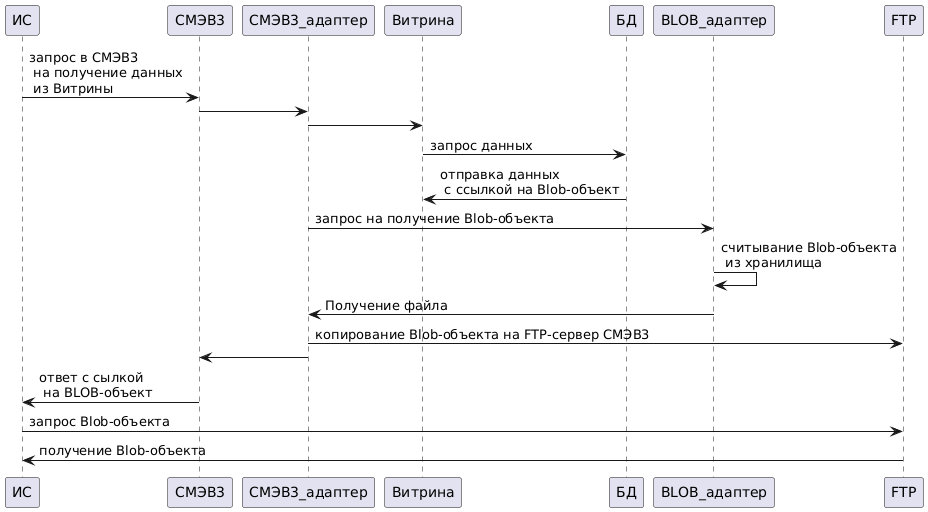 ИС СМЭВ3 СМЭВ3_адаптер Витрина БД BLOB_адаптер FTP
запрос в СМЭВ3
на получение данных
из Витрины
запрос данных
отправка данных
с ссылкой на Blob-объект
запрос на получение Blob-объекта
считывание Blob-объекта
из хранилища
Получение файла
копирование Blob-объекта на FTP-сервер СМЭВ3
ответ с сылкой
на BLOB-объект
запрос Blob-объекта
получение Blob-объекта
ИС СМЭВ3 СМЭВ3_адаптер Витрина БД BLOB_адаптер FTP